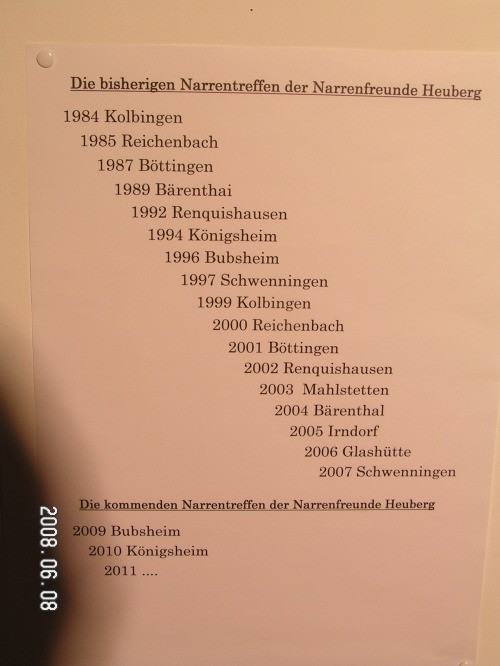 Die bisherigen Narrentreffen der Narrenfreunde Heuberg
1984 Kolbingen
1985 Reichenbach
1987 Böttingen
1989 Bärenthai
1992 Renquishausen
1994 Königsheim
1996 Bubsheim
1997 Schwenningen
1999 Kolbingen
2000 Reichenbach
2001 Böttingen
2002 Renquishausen
2003 Mahlstetten
2004 Bärenthal
2005 Irndorf
2006 Glashütte
2007 Schwenningen
Die kommenden Narrentreffen der Narrenfreunde Heuberg
2009 Bubsheim
2010 Königsheim
2011 ....
2008. 06. 08